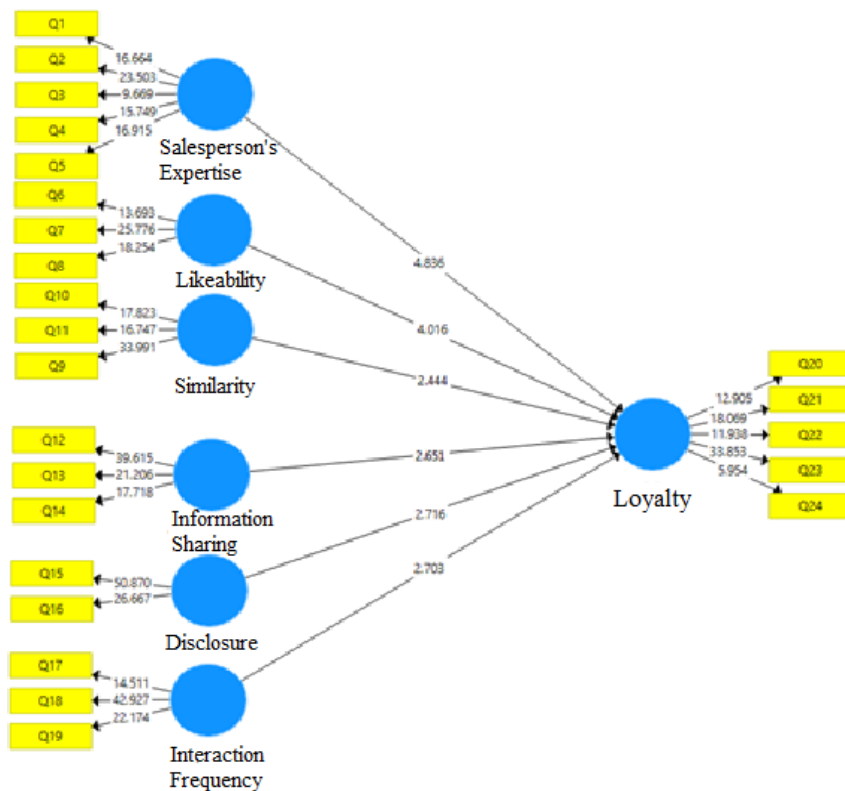 Q1
Q2
Q3
Q4
Q5
16.664
23.503
9.669
15.749
16.915
Salesperson's
Expertise
Q6
Q7
Q8
13.693
25.776
18.254
Likeability
Q10
Q11
Q9
17.823
16.747
33.991
Similarity
Q12
Q13
Q14
39.615
21.206
17.718
Information
Sharing
Q15
Q16
50.870
26.667
Disclosure
Q17
Q18
Q19
14.511
42.927
22.174
Interaction
Frequency
4.836
4.016
2.444
2.651
2.716
2.703
Loyalty
12.905
18.069
11.938
33.853
5.954
Q20
Q21
Q22
Q23
Q24